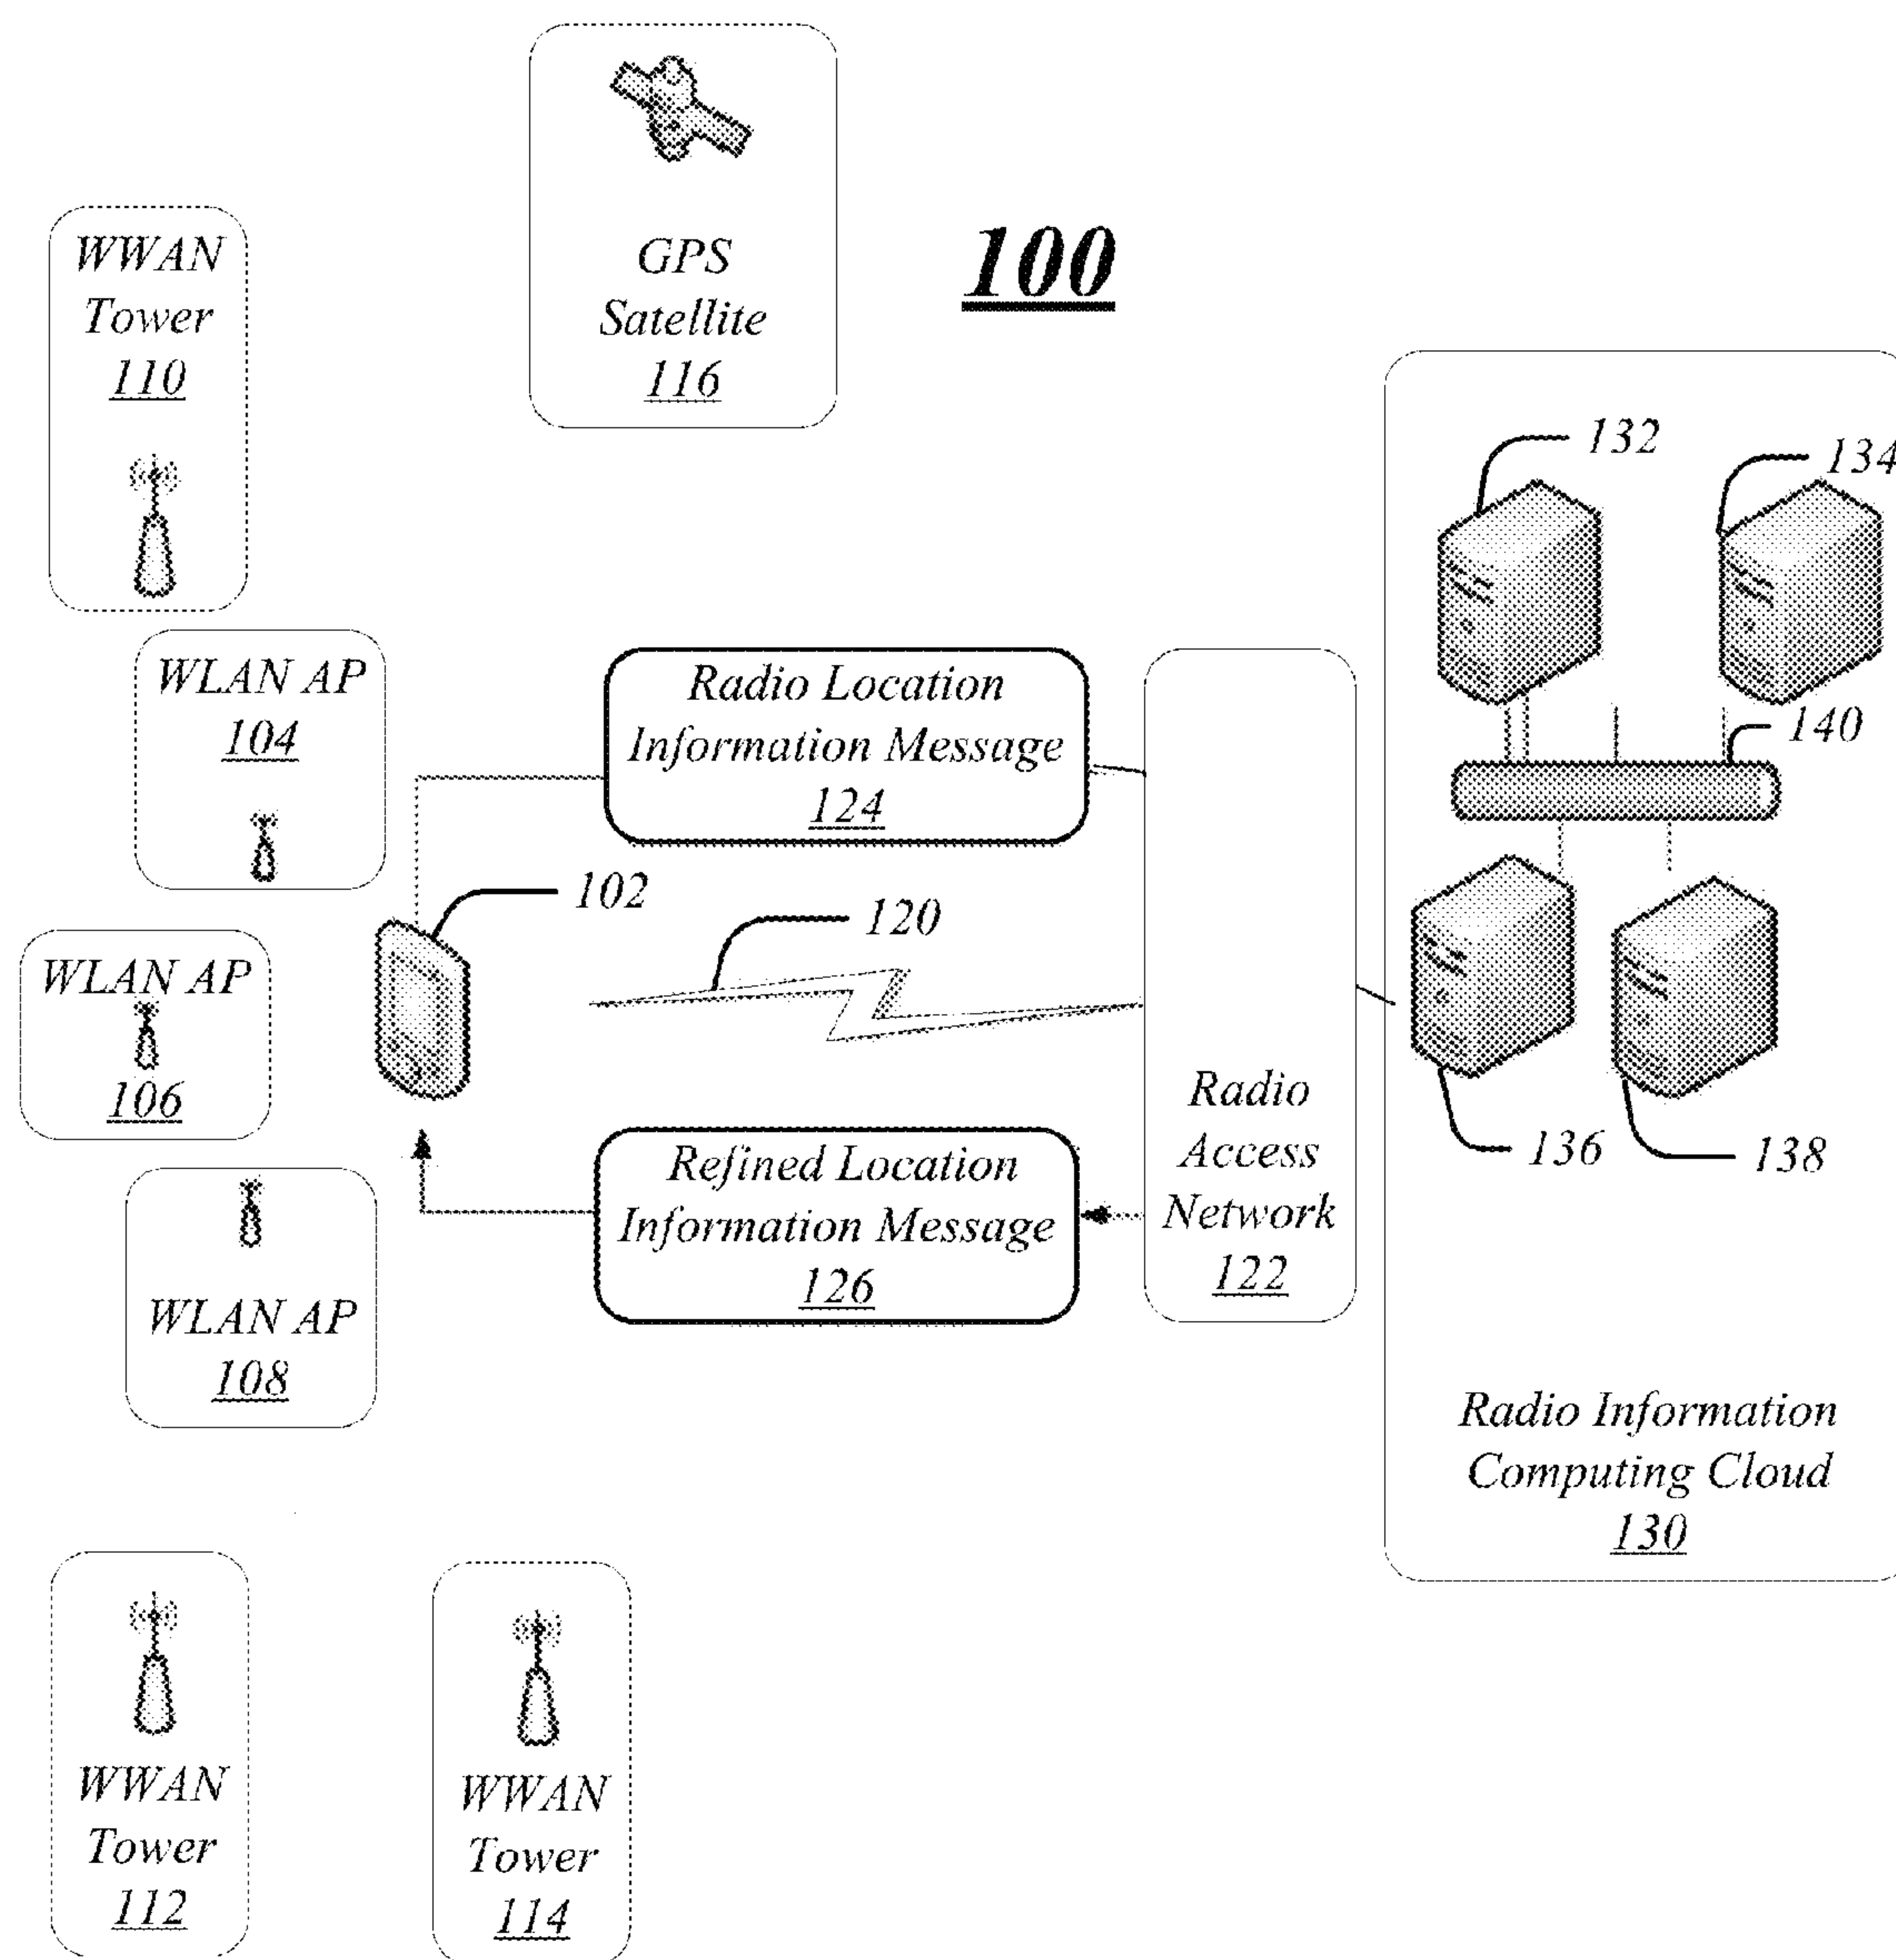 GPS
Satellite
116
100
WWAN
Tower
110
132
134
WLAN AP
104
Radio Location
Information Message
124
140
102
120
WLAN AP
106
Radio
Access
Network
122
136
138
Refined Location
Information Message
126
WLAN AP
108
Radio Information
Computing Cloud
130
WWAN
Tower
112
WWAN
Tower
114